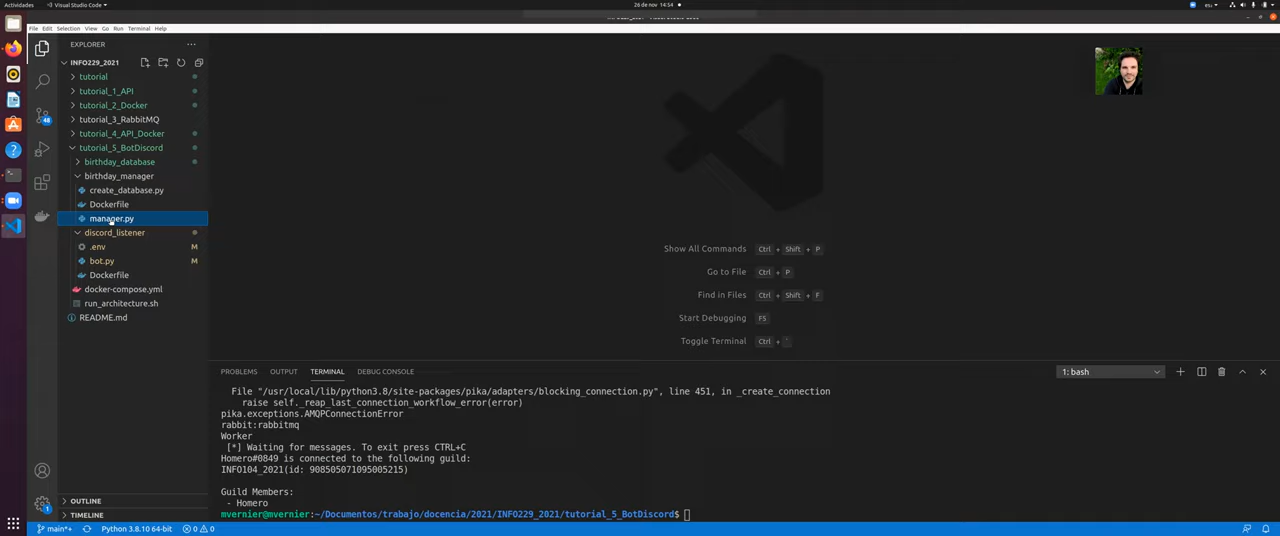 Actividades
Visual Studio Code
26 de nov 14:54
es
File Edit Selection View Go Run Terminal Help
EXPLORER
INFO229_2021
tutorial
tutorial_1_API
tutorial_2_Docker
tutorial_3_RabbitMQ
tutorial_4_API_Docker
tutorial_5_BotDiscord
birthday_database
birthday_manager
create_database.py
Dockerfile
manager.py
discord_listener
.env M
bot.py M
Dockerfile
docker-compose.yml
run_architecture.sh
README.md
48
Show All Commands Ctrl + Shift + P
Go to File Ctrl + P
Find in Files Ctrl + Shift + F
Start Debugging F5
Toggle Terminal Ctrl + `
PROBLEMS OUTPUT TERMINAL DEBUG CONSOLE 1: bash
File "/usr/local/lib/python3.8/site-packages/pika/adapters/blocking_connection.py", line 451, in _create_connection
raise self._reap_last_connection_workflow_error(error)
pika.exceptions.AMQPConnectionError
rabbit:rabbitmq
Worker
[*] Waiting for messages. To exit press CTRL+C
Homero#0849 is connected to the following guild:
INFO104_2021(id: 908505071095005215)
Guild Members:
- Homero
mvernier@mvernier:~/Documentos/trabajo/docencia/2021/INFO229_2021/tutorial_5_BotDiscord$
OUTLINE
TIMELINE
1
main*+ Python 3.8.10 64-bit 0 0